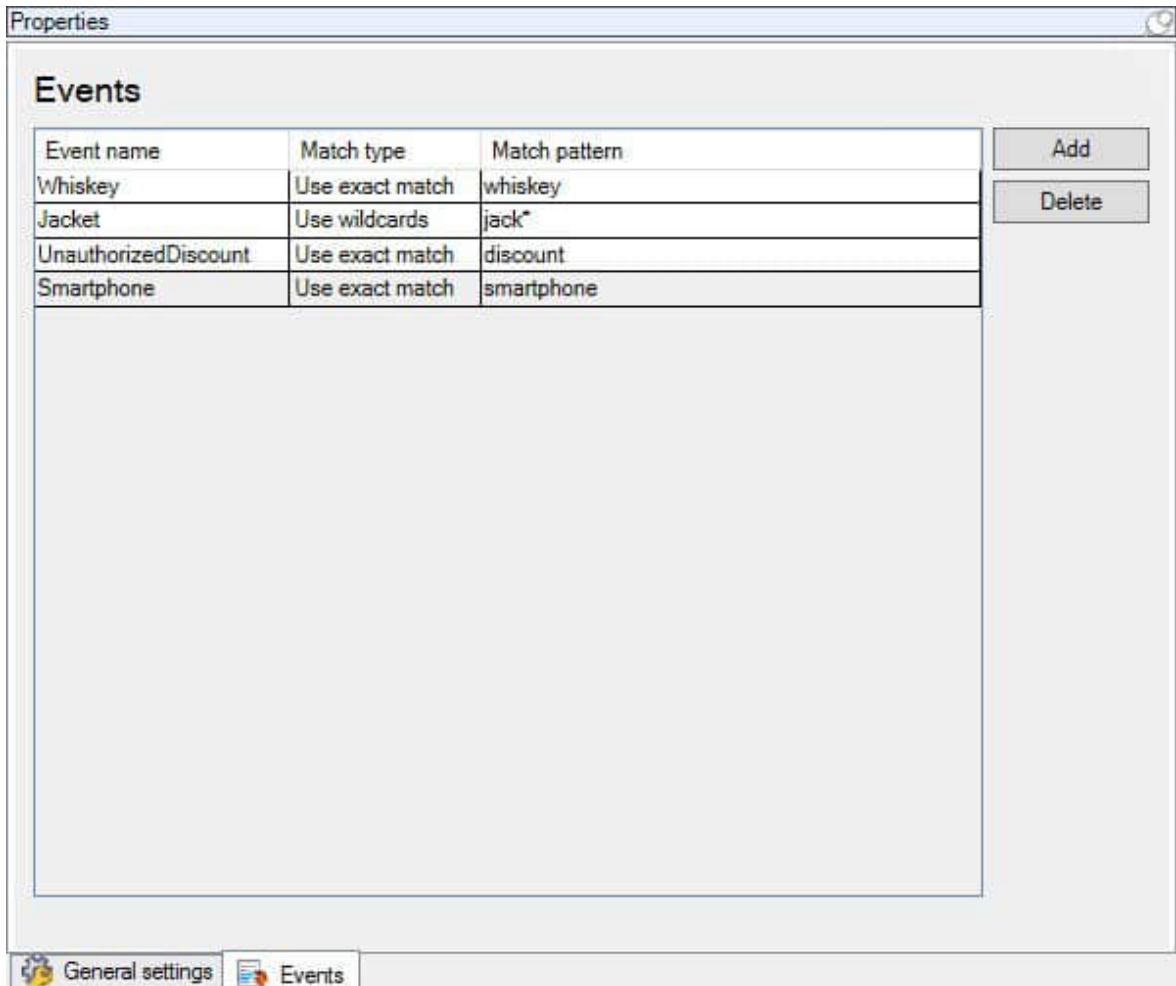 Properties
Events
Event name Match type Match pattern Add
Whiskey Use exact match whiskey
Jacket Use wildcards jack* Delete
UnauthorizedDiscount Use exact match discount
Smartphone Use exact match smartphone
General settings Events